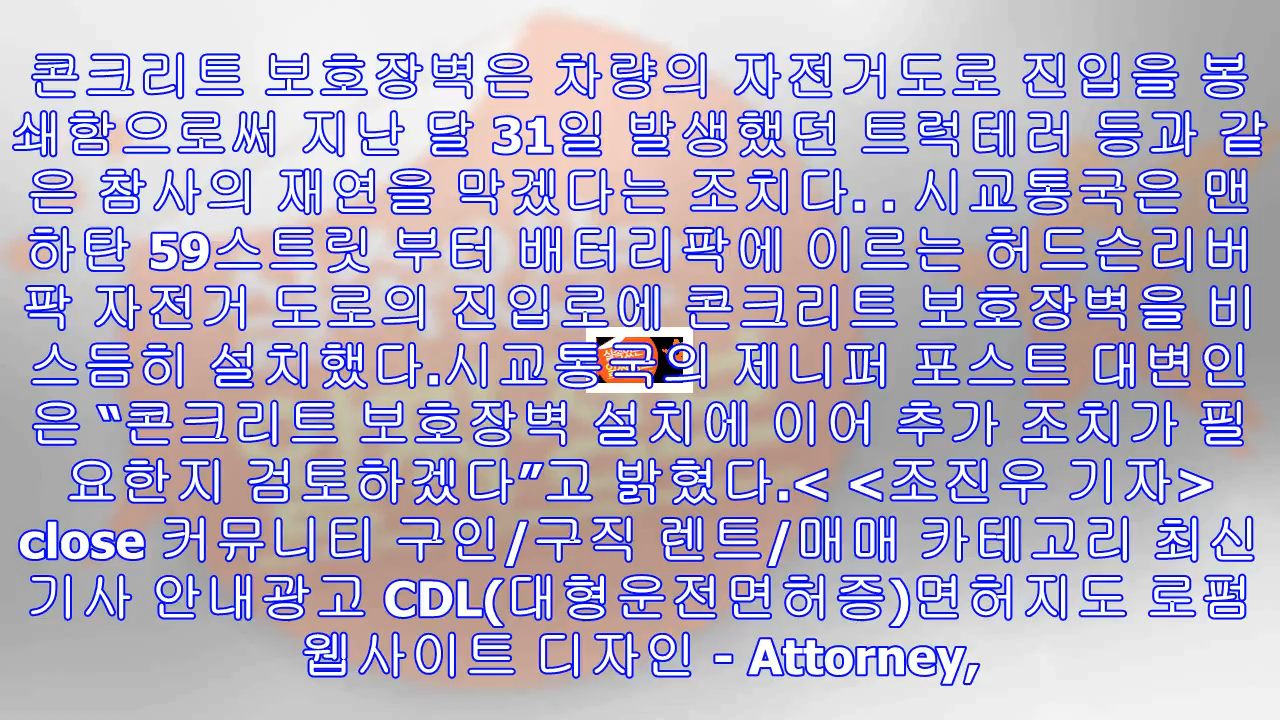 콘크리트 보호장벽은 차량의 자전거도로 진입을 봉
쇄함으로써 지난 달 31일 발생했던 트럭테러 등과 같
은 참사의 재연을 막겠다는 조치다. . 시교통국은 맨
하탄 59스트릿 부터 배터리팍에 이르는 허드슨리버
팍 자전거 도로의 진입로에 콘크리트 보호장벽을 비
스듬히 설치했다.시교통국의 제니퍼 포스트 대변인
은 “콘크리트 보호장벽 설치에 이어 추가 조치가 필
요한지 검토하겠다”고 밝혔다.< <조진우 기자>
close 커뮤니티 구인/구직 렌트/매매 카테고리 최신
기사 안내광고 CDL(대형운전면허증)면허지도 로펌
웹사이트 디자인 - Attorney,